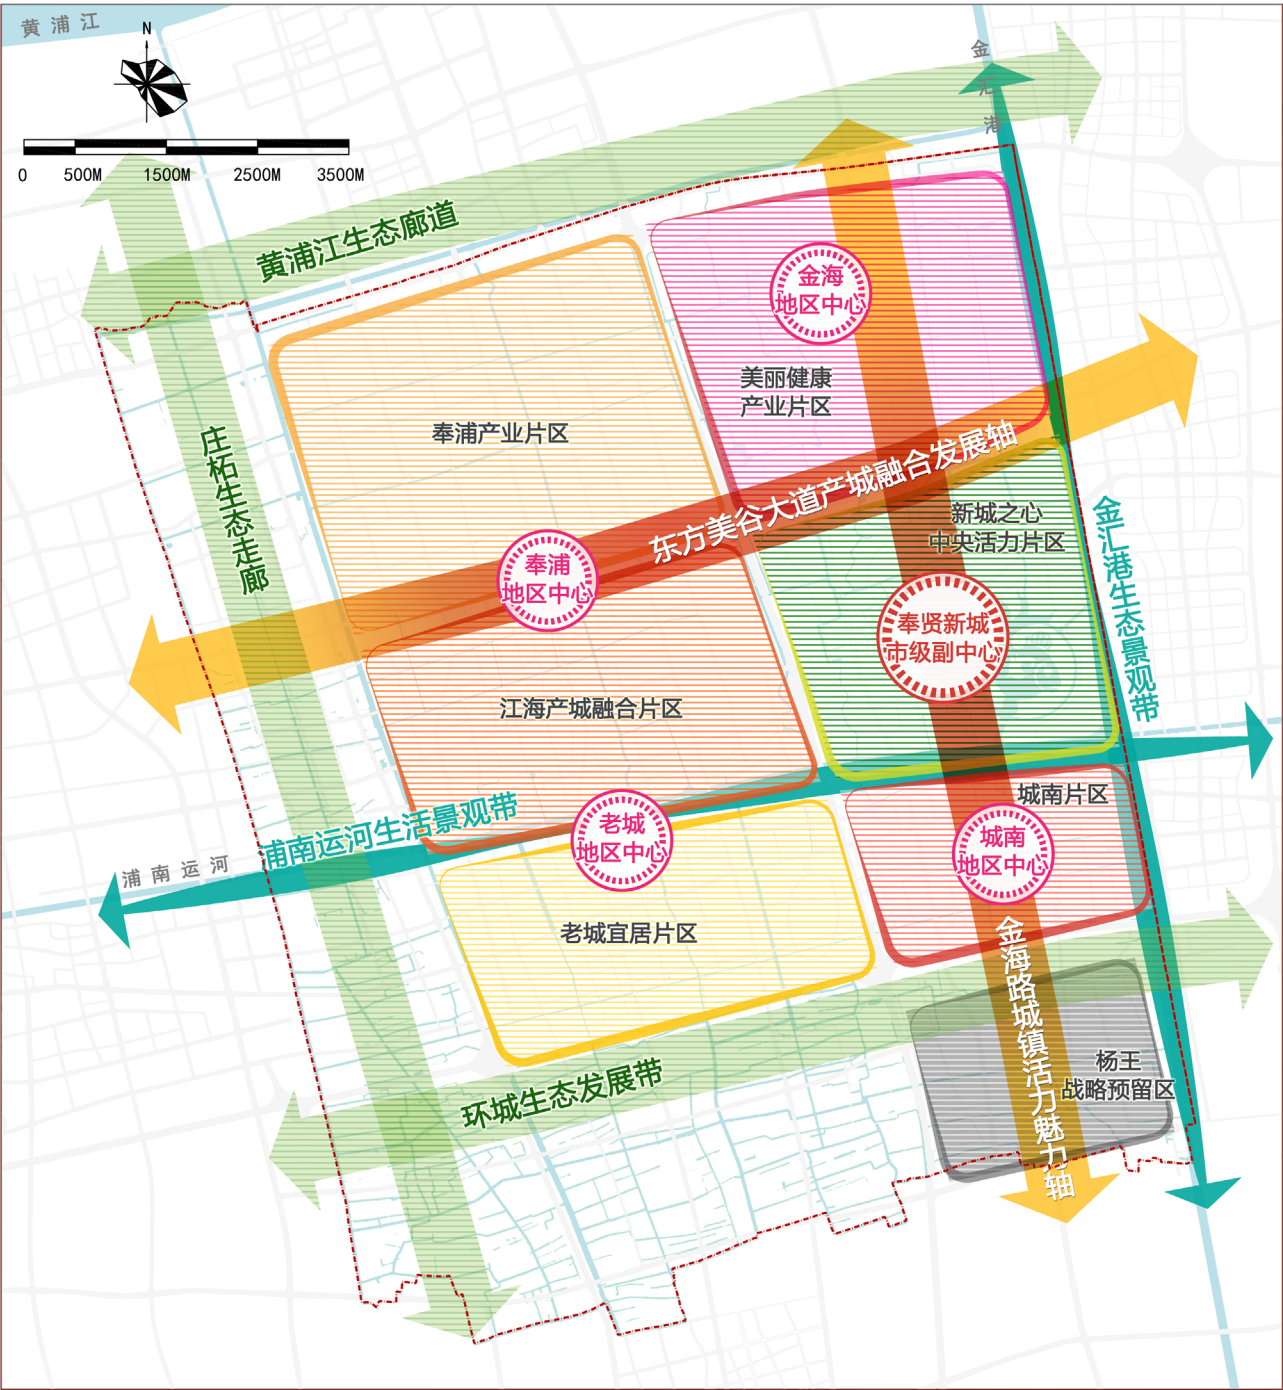 黄浦江
N
0 500M 1500M 2500M 3500M
金汇港
黄浦江生态廊道
金海
地区中心
美丽健康
产业片区
奉浦产业片区
庄柘生态走廊
东方美谷大道产城融合发展轴
新城之心
中央活力片区
金汇港生态景观带
奉浦
地区中心
奉贤新城
市级副中心
江海产城融合片区
浦南运河生活景观带
浦南运河
老城
地区中心
城南片区
城南
地区中心
老城宜居片区
金海路城镇活力魅力轴
杨王
战略预留区
环城生态发展带